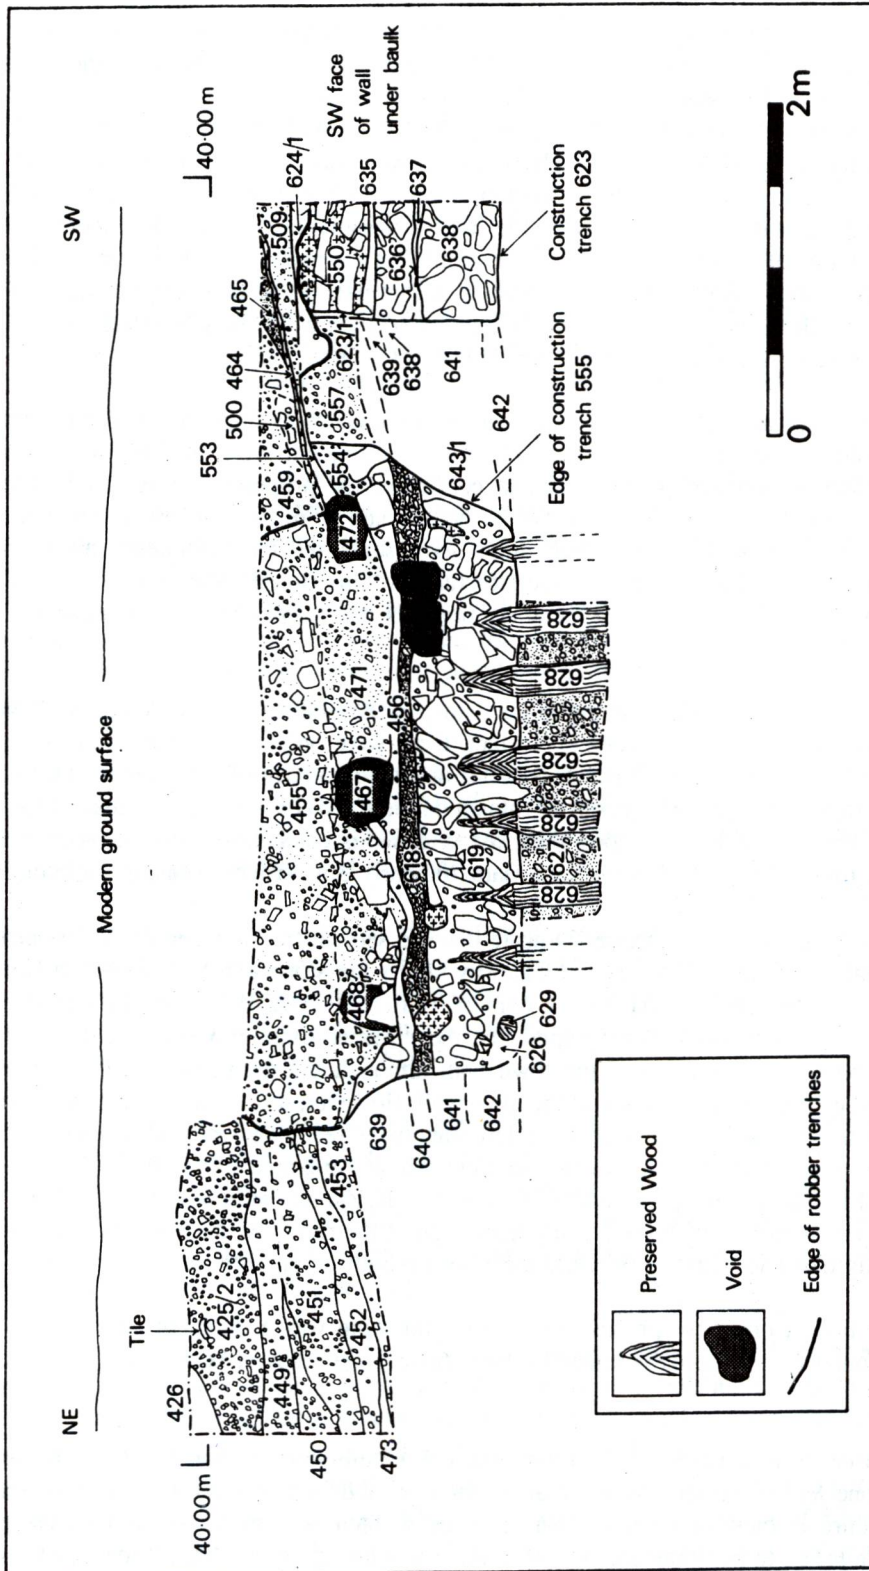 NE
SW
Modern ground surface
40·00m
40·00m
Tile
426
425/2
449
450
451
452
453
473
455
459
500
464
465
509
624/1
553
554
557
623/1
550
SW face
of wall
under baulk
635
636
637
638
639
638
641
642
643/1
Construction
trench 623
Edge of construction
trench 555
472
471
467
468
456
618
619
639
640
641
642
626
629
627
628
628
628
628
628
Preserved Wood
Void
Edge of robber trenches
0
2m